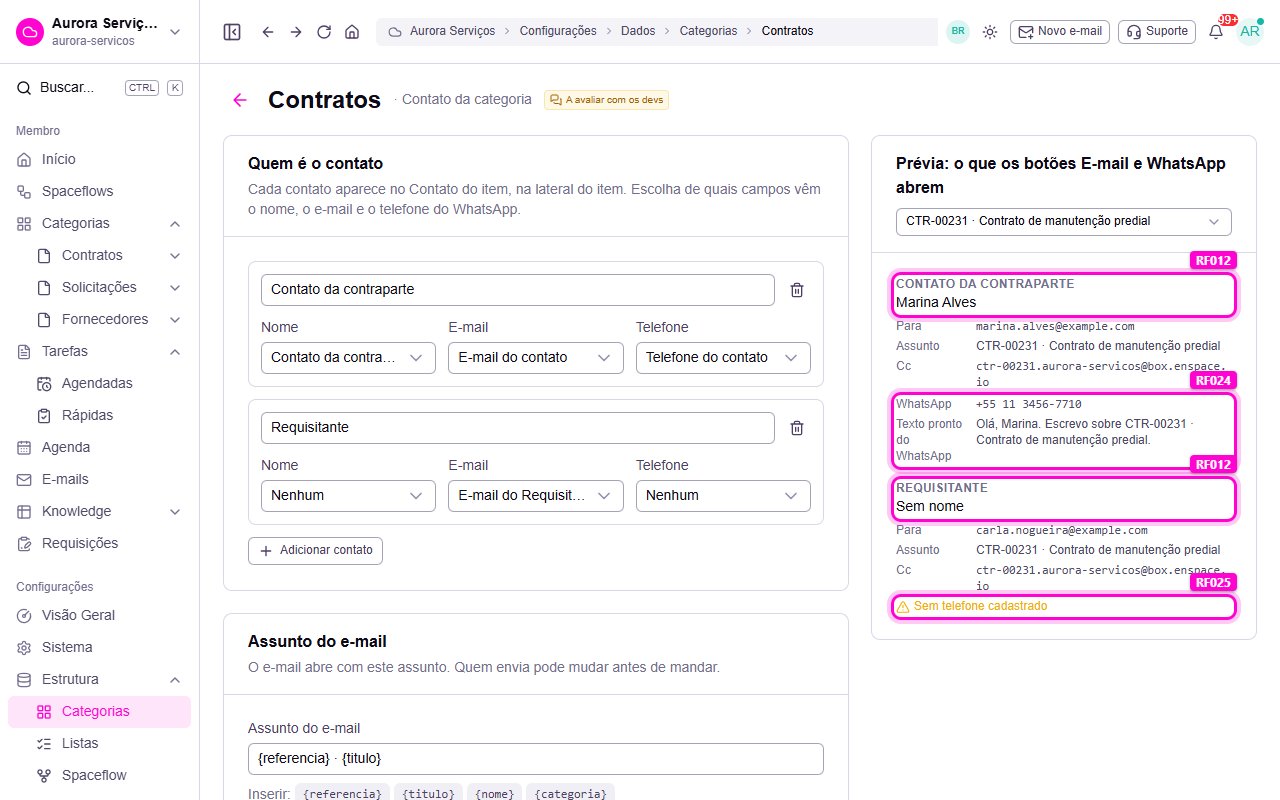 Aurora Serviç...
aurora-servicos
Aurora Serviços
Configurações
Dados
Categorias
Contratos
BR
Novo e-mail
Suporte
99+
AR
Buscar...
CTRL
K
Membro
Início
Spaceflows
Categorias
Contratos
Solicitações
Fornecedores
Tarefas
Agendadas
Rápidas
Agenda
E-mails
Knowledge
Requisições
Configurações
Visão Geral
Sistema
Estrutura
Categorias
Listas
Spaceflow
Contratos
· Contato da categoria
A avaliar com os devs
Quem é o contato
Cada contato aparece no Contato do item, na lateral do item. Escolha de quais campos vêm
o nome, o e-mail e o telefone do WhatsApp.
Contato da contraparte
Nome
E-mail
Telefone
Contato da contra...
E-mail do contato
Telefone do contato
Requisitante
Nome
E-mail
Telefone
Nenhum
E-mail do Requisit...
Nenhum
Adicionar contato
Assunto do e-mail
O e-mail abre com este assunto. Quem envia pode mudar antes de mandar.
Assunto do e-mail
{referencia} · {titulo}
Inserir:
{referencia}
{titulo}
{nome}
{categoria}
Prévia: o que os botões E-mail e WhatsApp
abrem
CTR-00231 · Contrato de manutenção predial
RF012
CONTATO DA CONTRAPARTE
Marina Alves
Para
marina.alves@example.com
Assunto
CTR-00231 · Contrato de manutenção predial
Cc
ctr-00231.aurora-servicos@box.enspace.
io
RF024
WhatsApp
+55 11 3456-7710
Texto pronto
do
WhatsApp
Olá, Marina. Escrevo sobre CTR-00231 ·
Contrato de manutenção predial.
RF012
REQUISITANTE
Sem nome
Para
carla.nogueira@example.com
Assunto
CTR-00231 · Contrato de manutenção predial
Cc
ctr-00231.aurora-servicos@box.enspace.
io
RF025
Sem telefone cadastrado